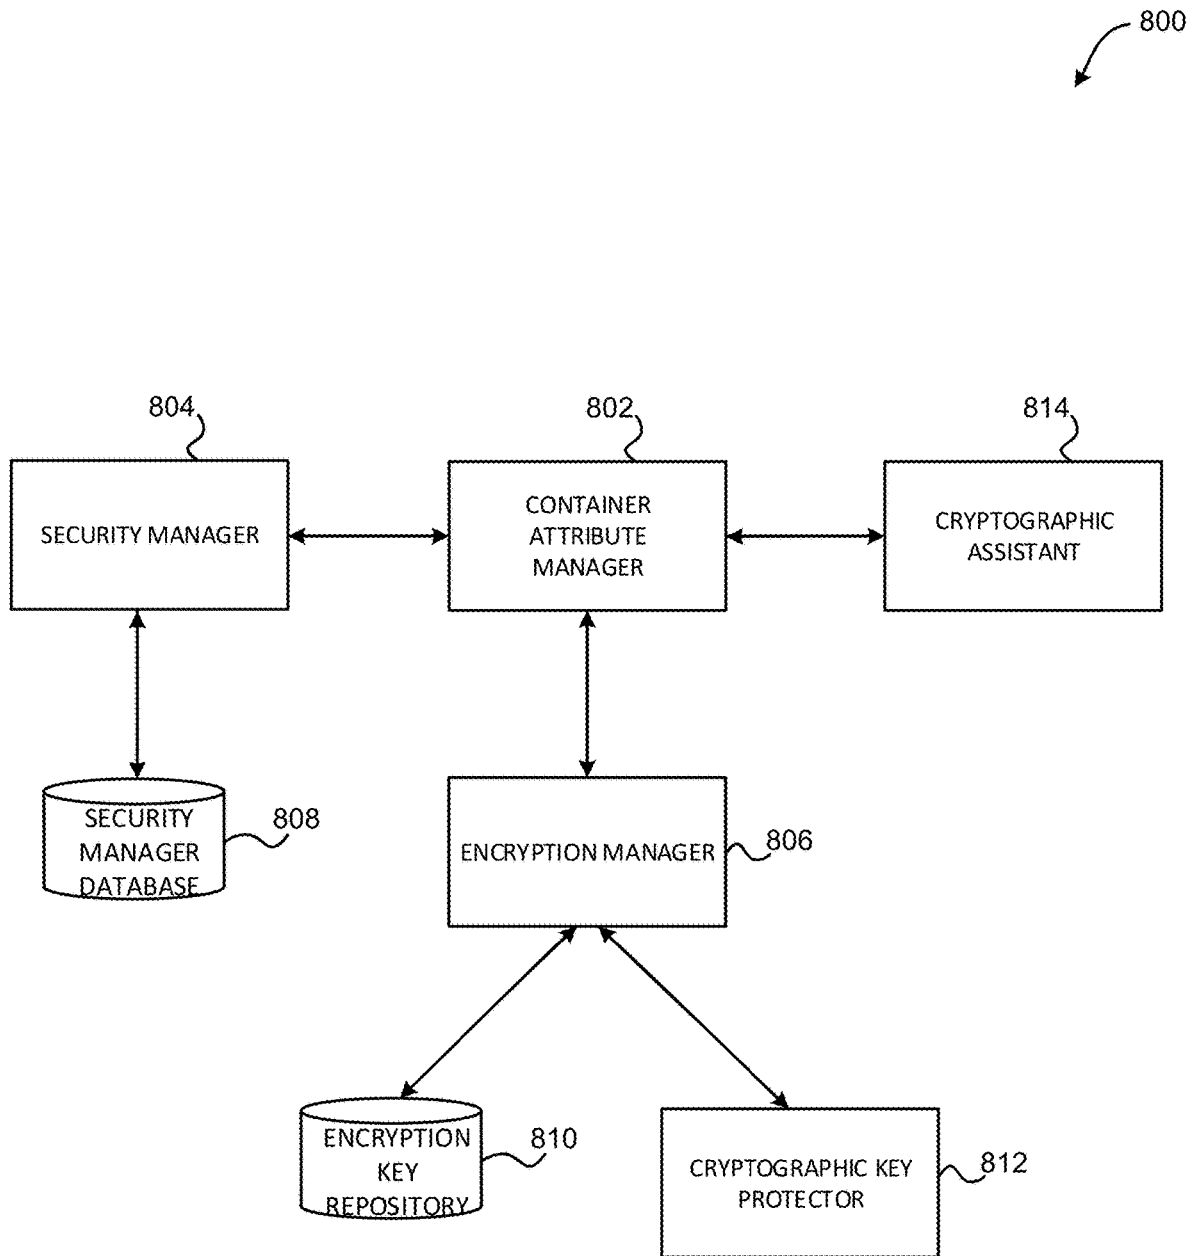 800
804
802
814
SECURITY MANAGER
CONTAINER
ATTRIBUTE
MANAGER
CRYPTOGRAPHIC
ASSISTANT
SECURITY
MANAGER
DATABASE
808
ENCRYPTION MANAGER
806
ENCRYPTION
KEY
REPOSITORY
810
CRYPTOGRAPHIC KEY
PROTECTOR
812